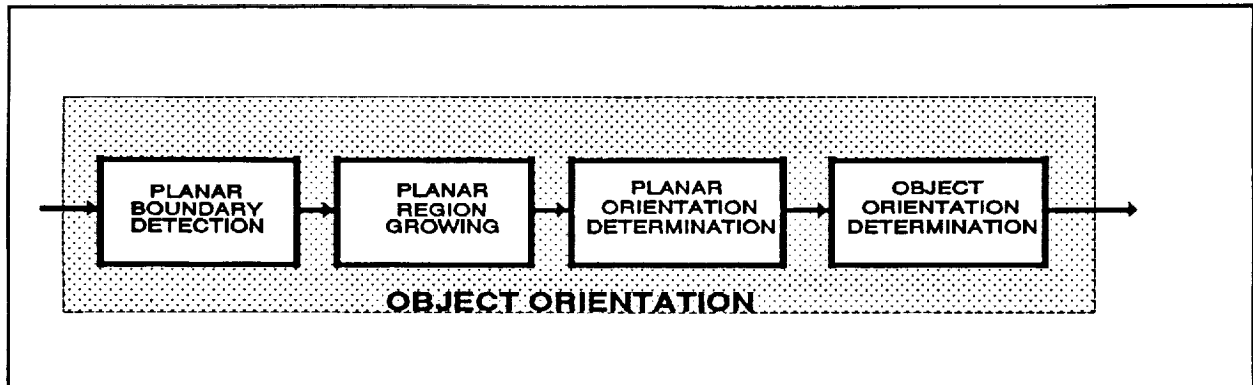 PLANAR
BOUNDARY
DETECTION
PLANAR
REGION
GROWING
PLANAR
ORIENTATION
DETERMINATION
OBJECT
ORIENTATION
DETERMINATION
OBJECT ORIENTATION